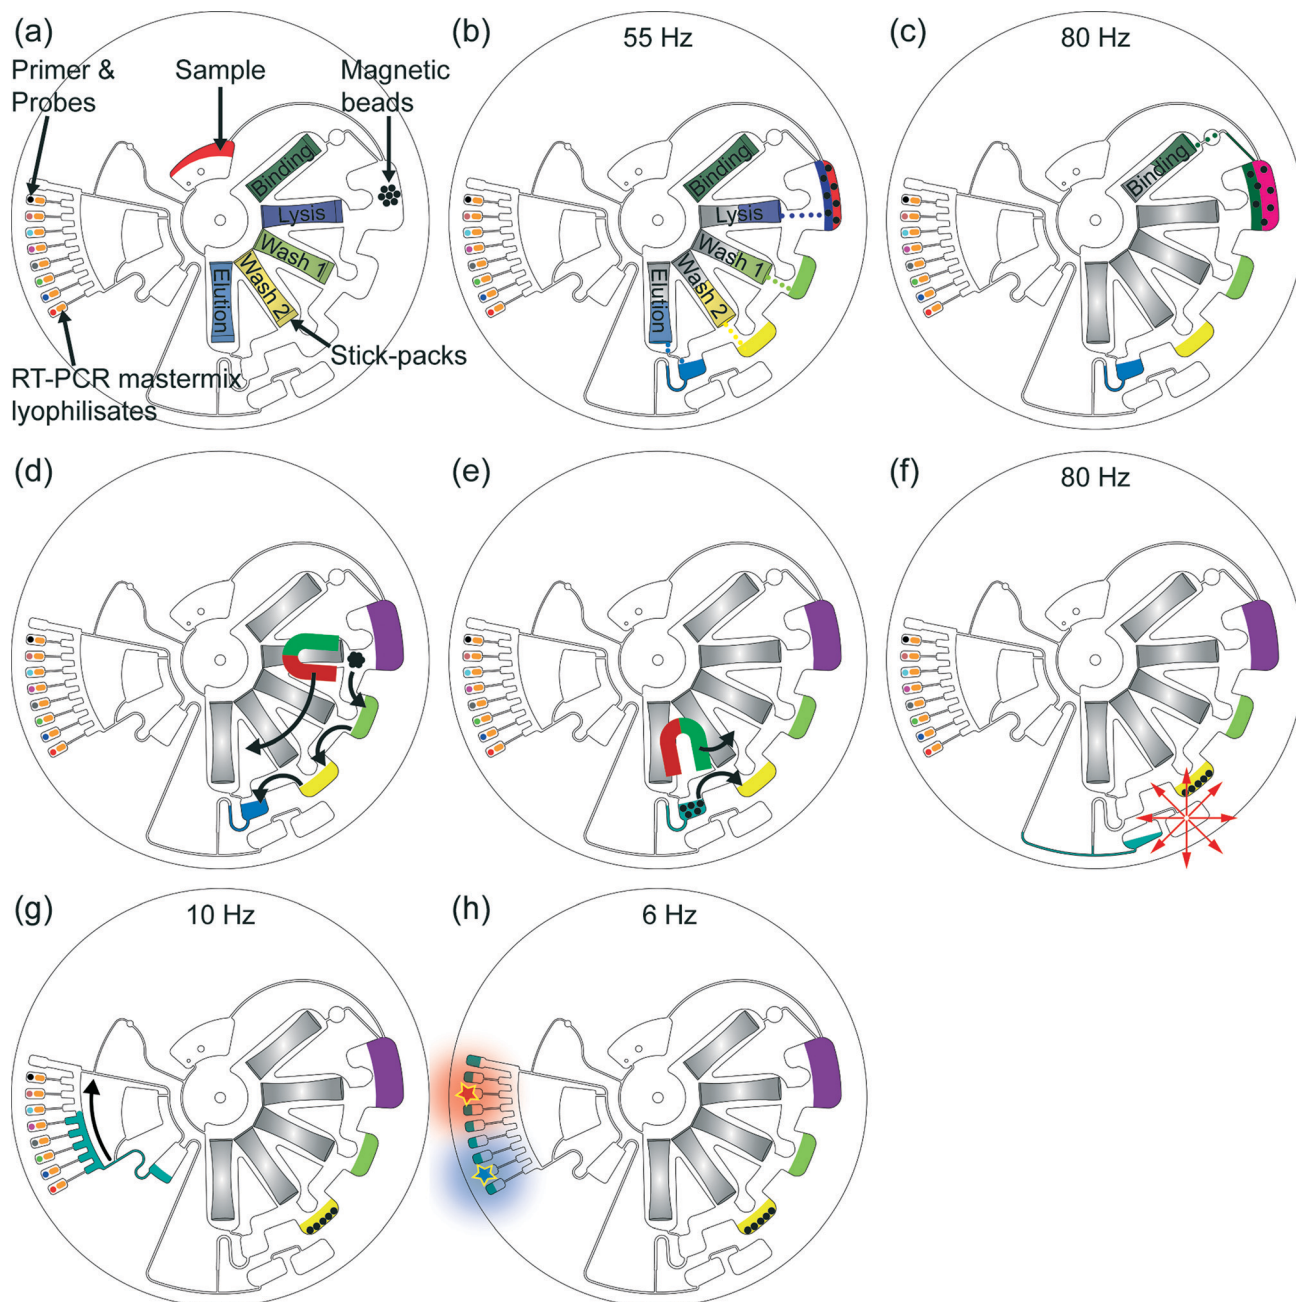 (a)
Primer &
Probes
Sample
Magnetic
beads
Binding
Lysis
Wash 1
Wash 2
Elution
Stick-packs
RT-PCR mastermix
lyophilisates
(b)
55 Hz
Binding
Lysis
Wash 1
Wash 2
Elution
(c)
80 Hz
Binding
(d)
(e)
(f)
80 Hz
(g)
10 Hz
(h)
6 Hz